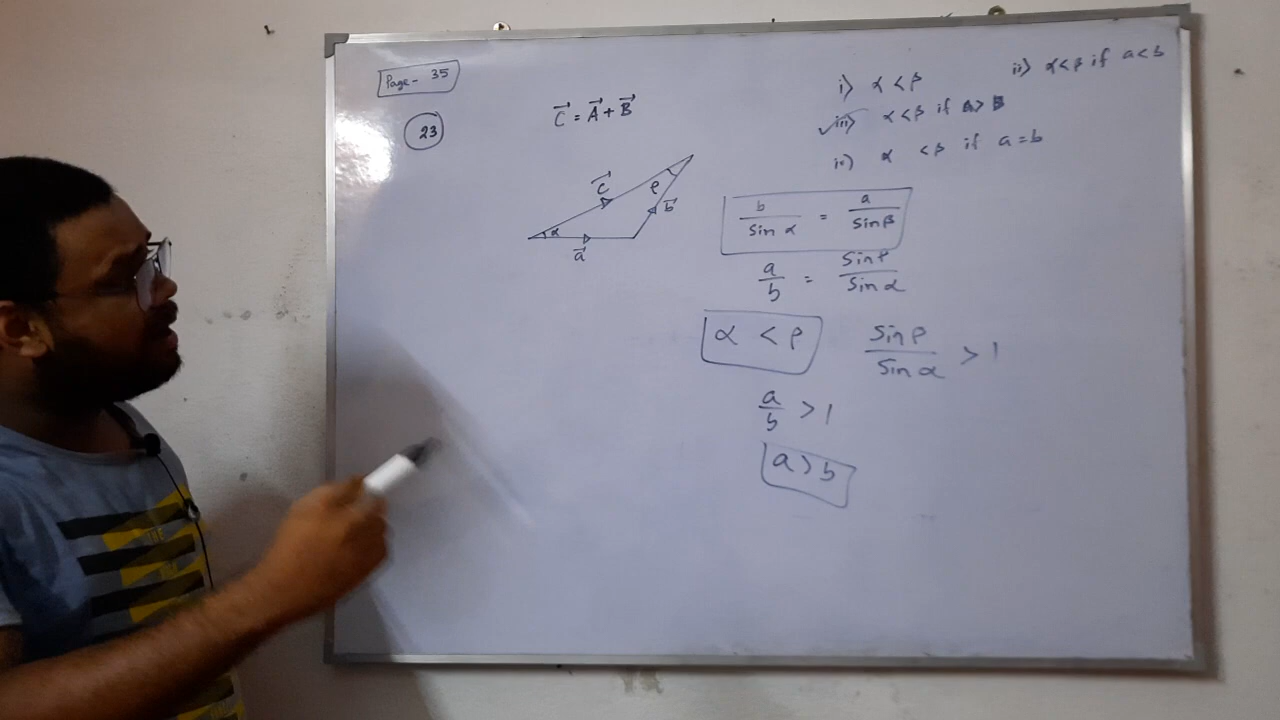 Page - 35
23
C⃗ = A⃗ + B⃗
i) α < β
ii) α < β if a < b
iii) α < β if A > B
iv) α < β if a = b
C⃗
α
a⃗
β
b⃗
b/sin α = a/sin β
a/b = sin β/sin α
α < β
sin β/sin α > 1
a/b > 1
a > b